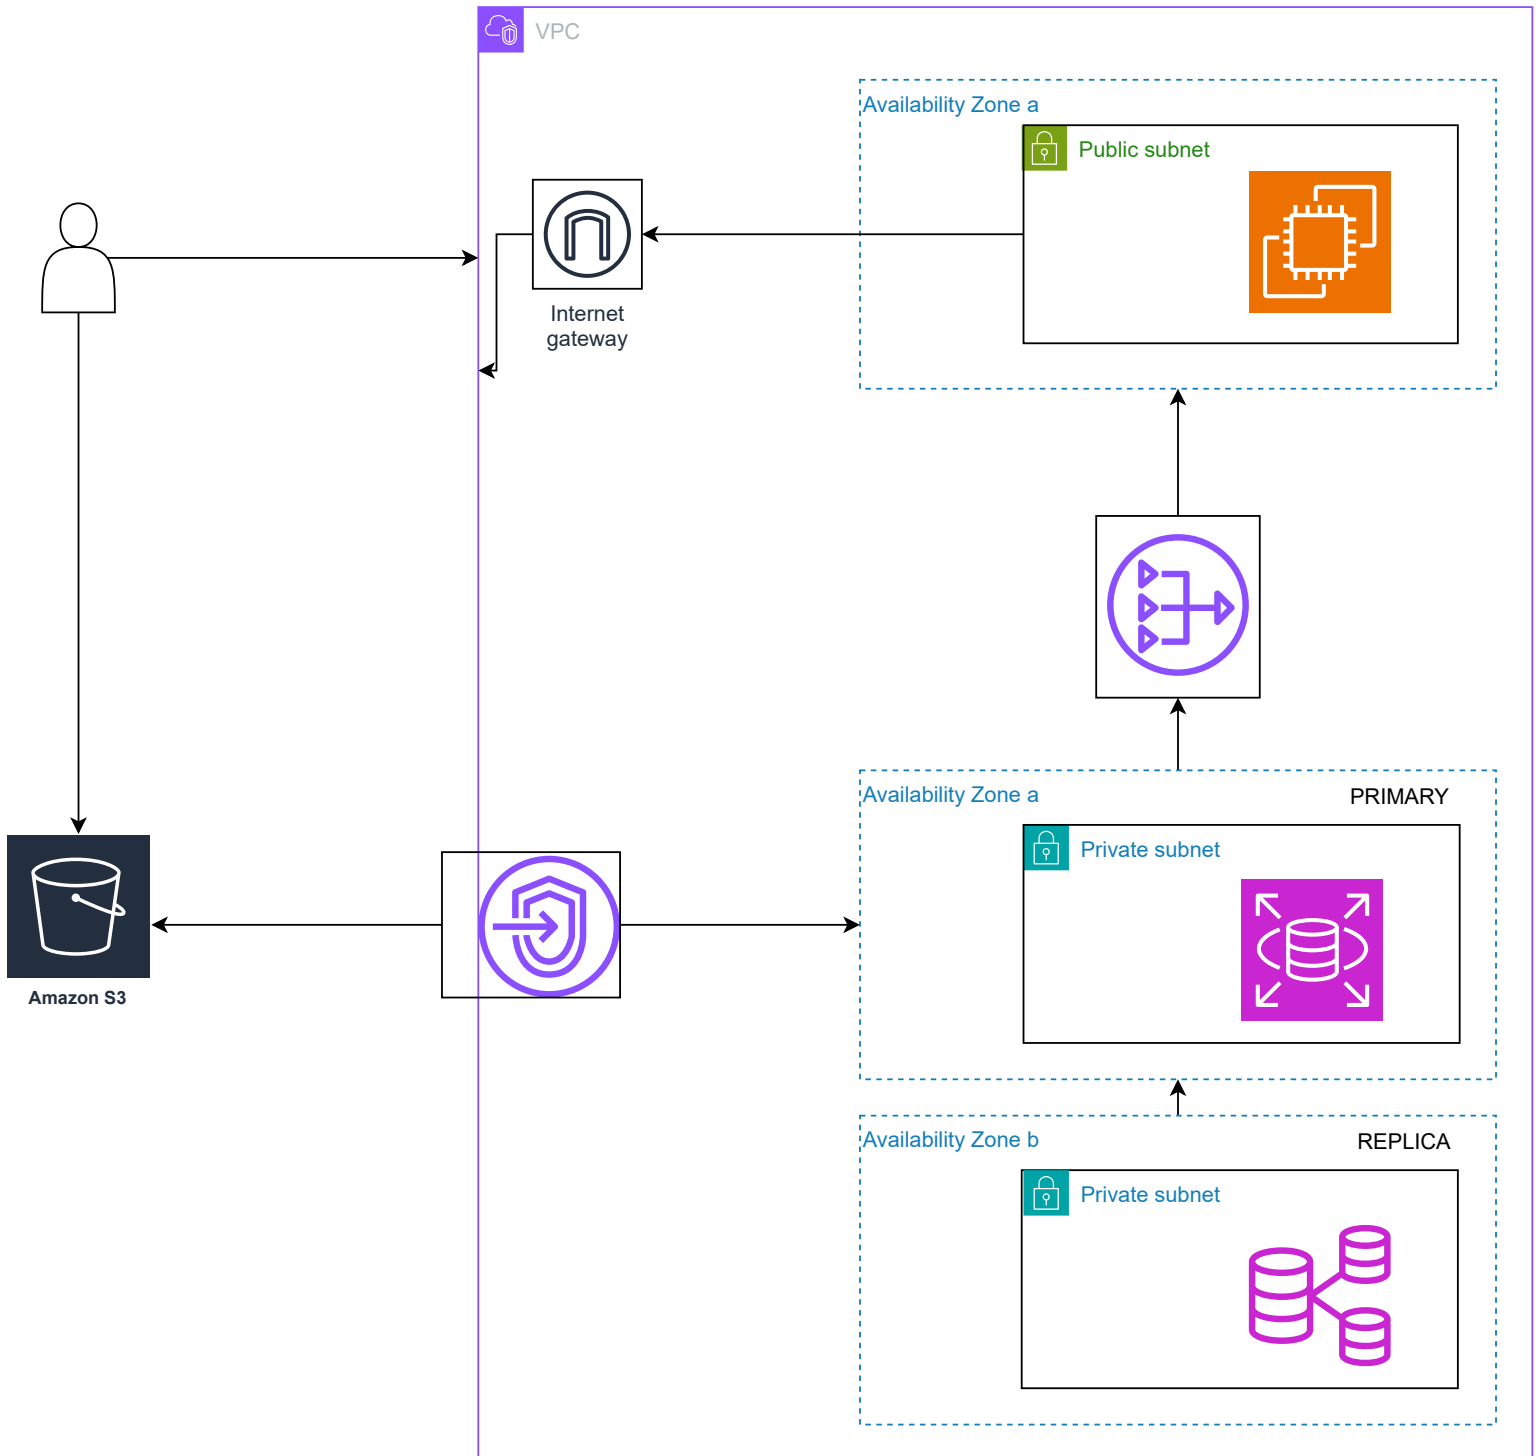 VPC
Availability Zone a
Public subnet
Internet
gateway
Availability Zone a
PRIMARY
Private subnet
Amazon S3
Availability Zone b
REPLICA
Private subnet